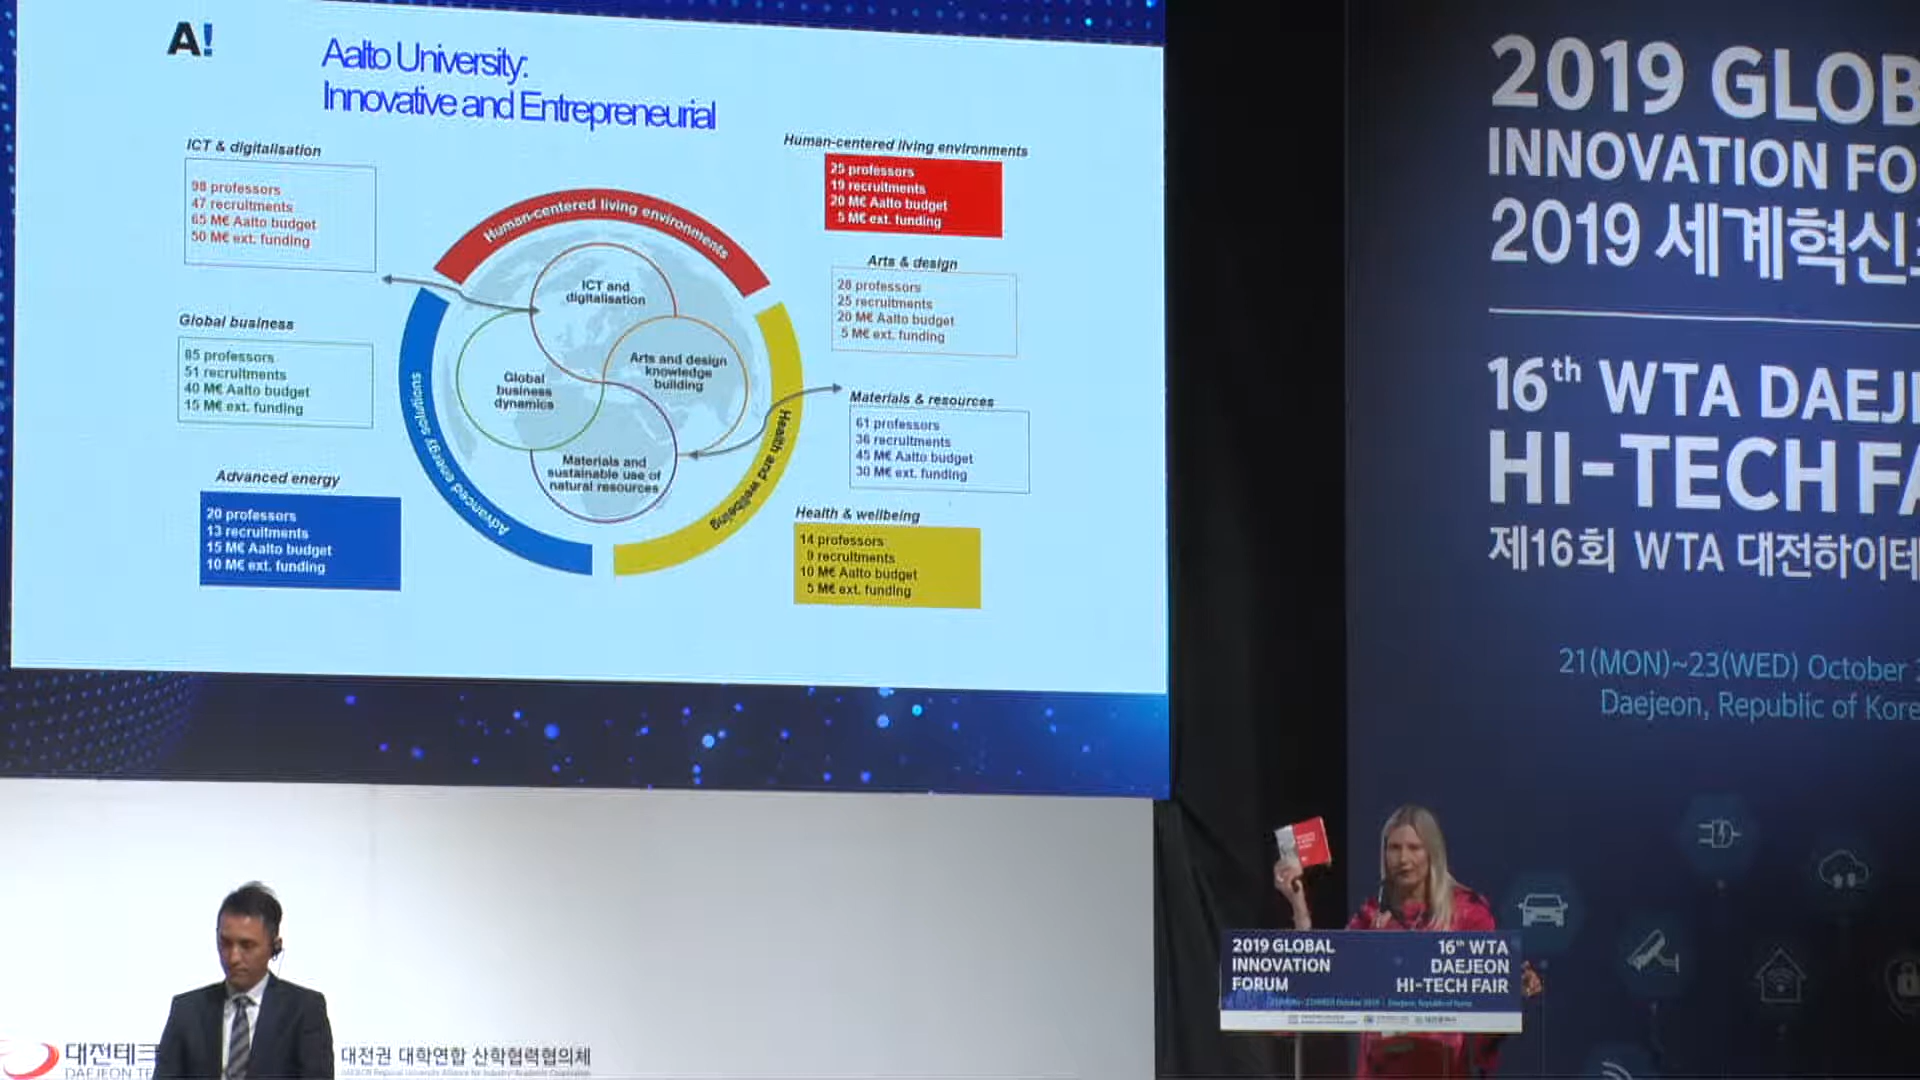 A!
Aalto University:
Innovative and Entrepreneurial
ICT & digitalisation
98 professors
47 recruitments
65 M€ Aalto budget
50 M€ ext. funding
Global business
85 professors
51 recruitments
40 M€ Aalto budget
15 M€ ext. funding
Advanced energy
20 professors
13 recruitments
15 M€ Aalto budget
10 M€ ext. funding
Human-centered living environments
ICT and
digitalisation
Arts and design
knowledge
building
Global
business
dynamics
Materials and
sustainable use of
natural resources
Advanced energy solutions
Health and wellbeing
Human-centered living environments
25 professors
19 recruitments
20 M€ Aalto budget
5 M€ ext. funding
Arts & design
28 professors
25 recruitments
20 M€ Aalto budget
5 M€ ext. funding
Materials & resources
61 professors
36 recruitments
45 M€ Aalto budget
30 M€ ext. funding
Health & wellbeing
14 professors
9 recruitments
10 M€ Aalto budget
5 M€ ext. funding
2019 GLOB
INNOVATION FO
2019 세계혁신
16th WTA DAEJE
HI-TECH FA
제16회 WTA 대전하이테
21(MON)~23(WED) October
Daejeon, Republic of Kore
2019 GLOBAL
INNOVATION
FORUM
16th WTA
DAEJEON
HI-TECH FAIR
대전테크
DAEJEON TE
대전권 대학연합 산학협력협의체